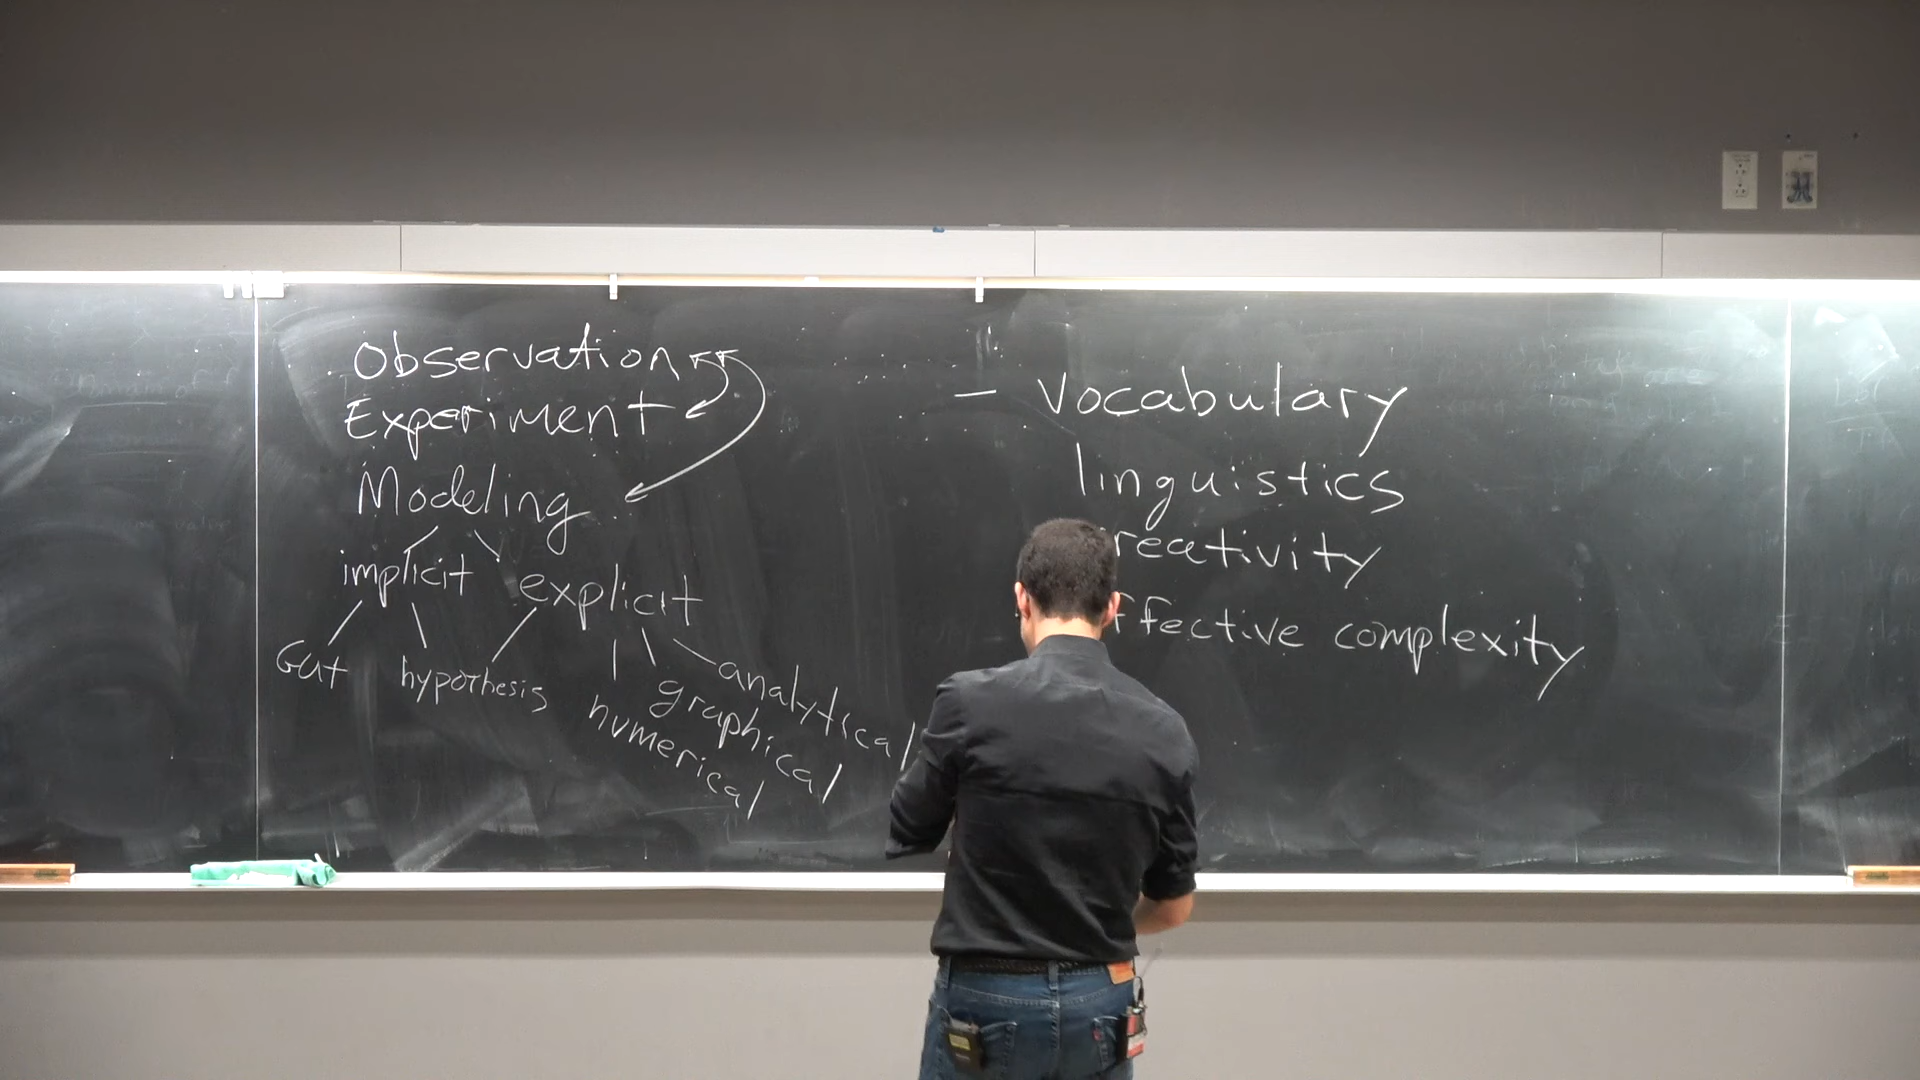 Observation
Experiment
Modeling
implicit explicit
Gut hypothesis numerical graphical analytical
- vocabulary
linguistics
reativity
ffective complexity